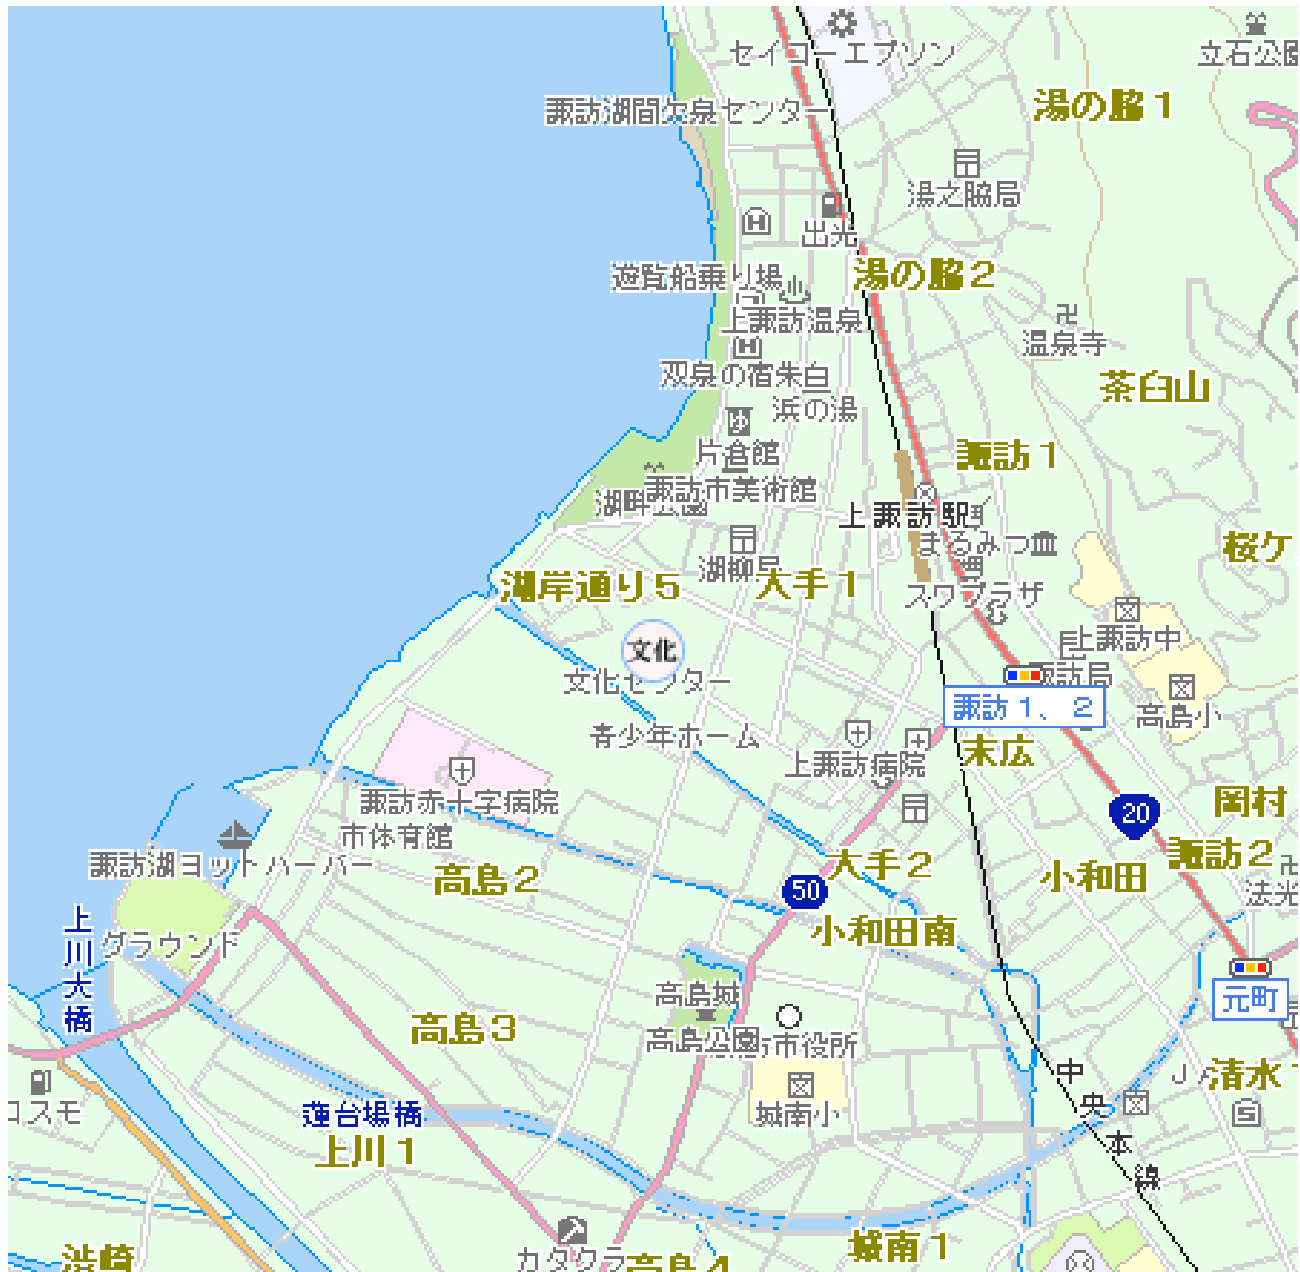 セイコーエプソン
立石公園
湯の脇１
諏訪湖間欠泉センター
湯之脇局
出光
遊覧船乗り場
湯の脇２
上諏訪温泉
温泉寺
双泉の宿朱白
茶臼山
浜の湯
片倉館
諏訪１
諏訪市美術館
湖畔公園
上諏訪駅
まるみつ
桜ケ
湖柳局
湖岸通り５
大手１
スワプラザ
文化
上諏訪中
文化センター
諏訪局
諏訪１、２
高島小
青少年ホーム
末広
上諏訪病院
諏訪赤十字病院
岡村
20
市体育館
諏訪２
諏訪湖ヨットハーバー
大手２
高島２
小和田
50
法光
小和田南
上川大橋
グラウンド
高島城
元町
高島３
高島公園
市役所
中央本線
清水
コスモ
蓮台場橋
城南小
上川１
渋崎
カタクラ
高島４
城南１